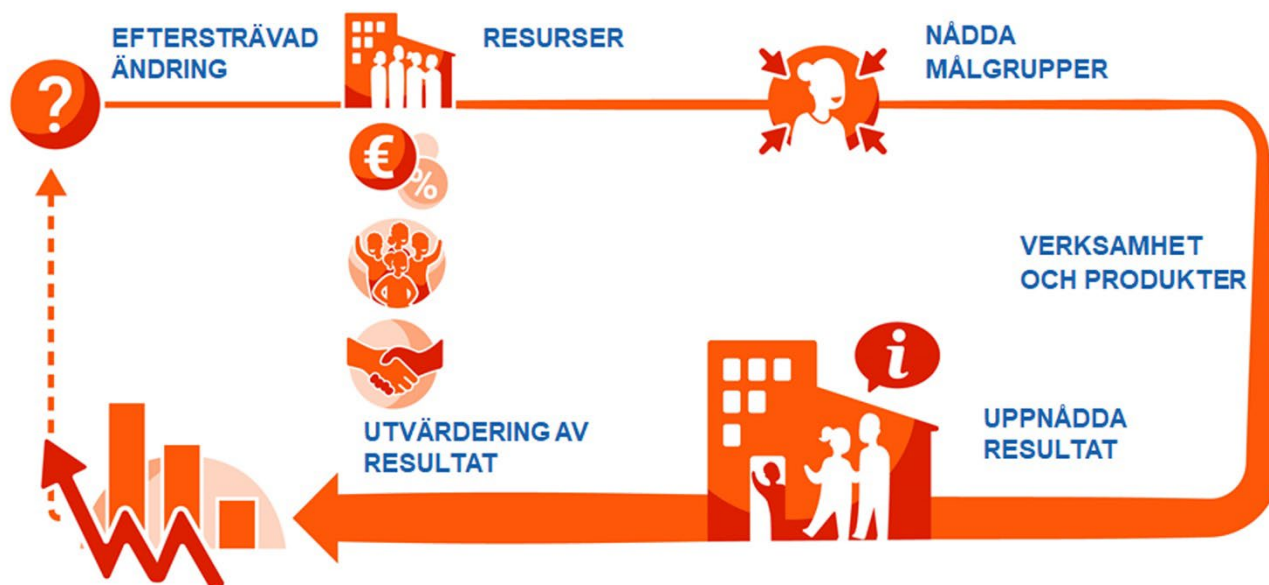 EFTERSTRÄVAD
ÄNDRING
RESURSER
NÅDDA
MÅLGRUPPER
?
€
%
VERKSAMHET
OCH PRODUKTER
i
UTVÄRDERING AV
RESULTAT
UPPNÅDDA
RESULTAT